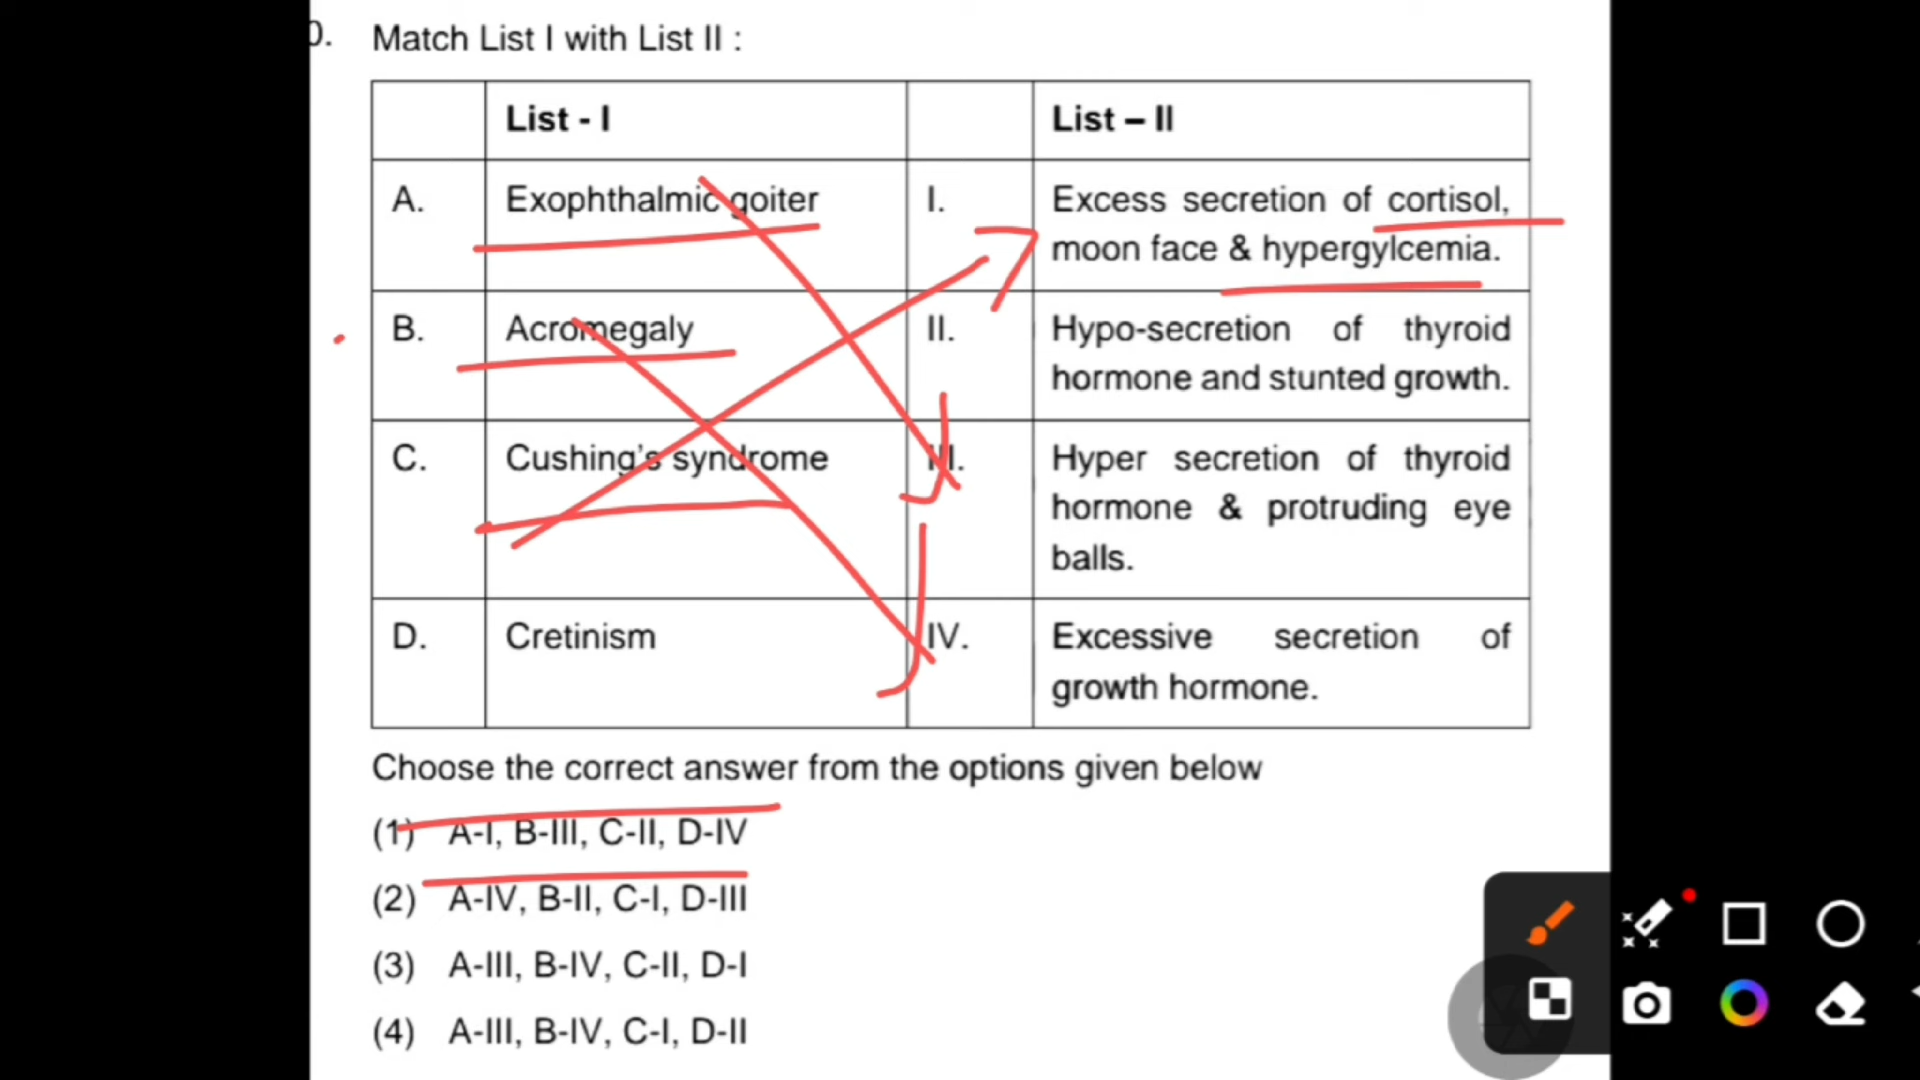 0. Match List I with List II :
List - I List – II
A. Exophthalmic goiter I. Excess secretion of cortisol,
moon face & hypergylcemia.
B. Acromegaly II. Hypo-secretion of thyroid
hormone and stunted growth.
C. Cushing's syndrome III. Hyper secretion of thyroid
hormone & protruding eye
balls.
D. Cretinism IV. Excessive secretion of
growth hormone.
Choose the correct answer from the options given below
(1) A-I, B-III, C-II, D-IV
(2) A-IV, B-II, C-I, D-III
(3) A-III, B-IV, C-II, D-I
(4) A-III, B-IV, C-I, D-II